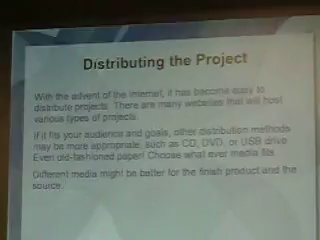 Distributing the Project
With the advent of the internet, it has become easy to
distribute projects. There are many websites that will host
various types of projects.
If it fits your audience and goals, other distribution methods
may be more appropriate, such as CD, DVD, or USB drive.
Even old-fashioned paper! Choose what ever media fits.
Different media might be better for the finish product and the
source.